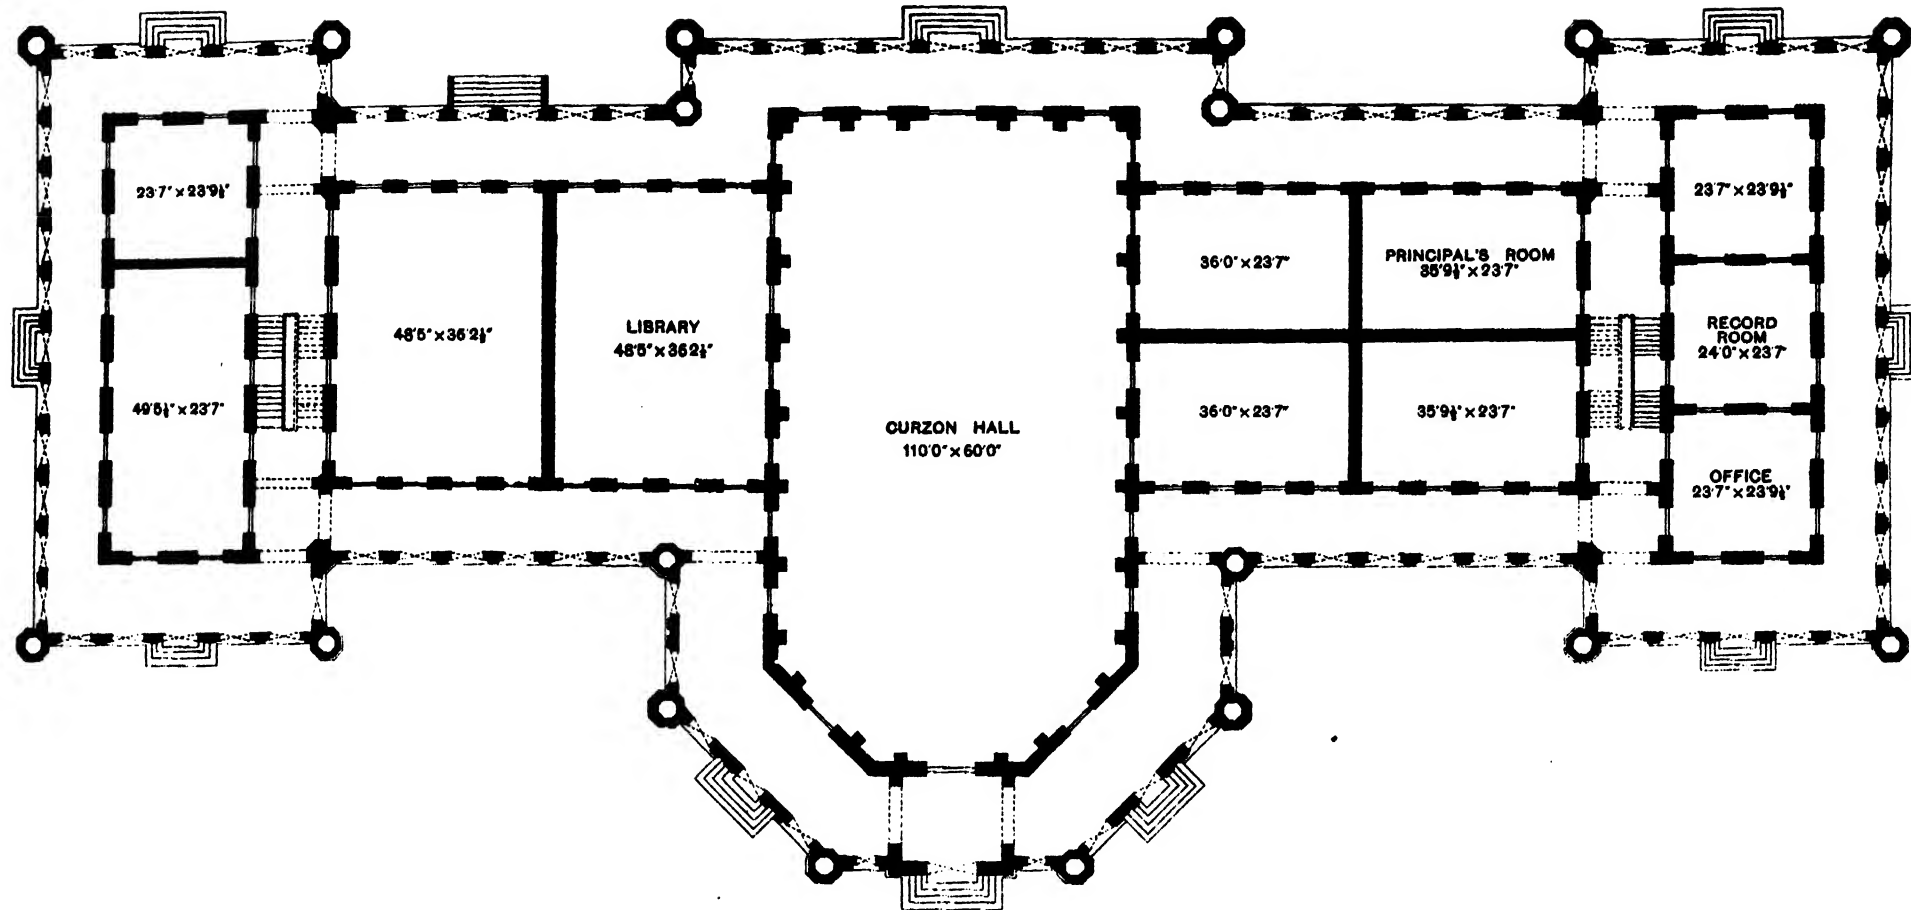 23'7" × 23'9½"
49'5½" × 23'7"
48'5" × 36'2½"
LIBRARY
48'5" × 36'2½"
CURZON HALL
110'0" × 60'0"
36'0" × 23'7"
36'0" × 23'7"
PRINCIPAL'S ROOM
35'9½" × 23'7"
35'9½" × 23'7"
23'7" × 23'9½"
RECORD
ROOM
24'0" × 23'7"
OFFICE
23'7" × 23'9½"